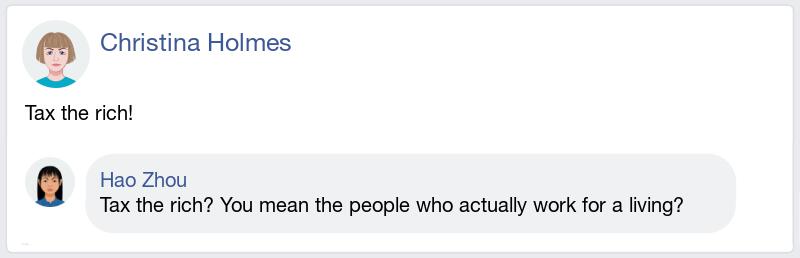 Christina Holmes
Tax the rich!
Hao Zhou
Tax the rich? You mean the people who actually work for a living?